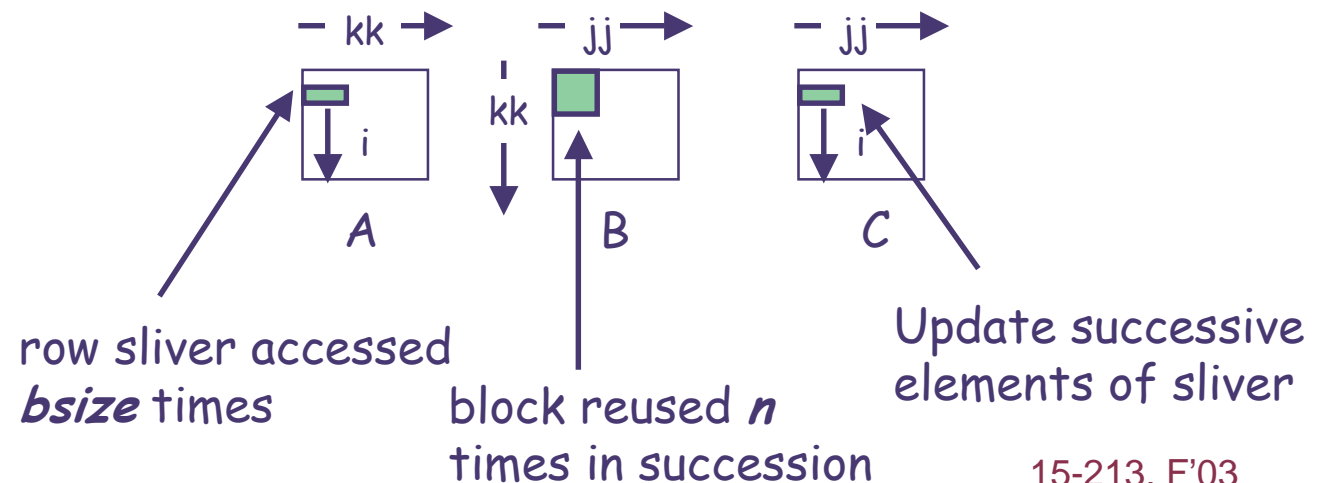 kk
jj
jj
kk
i
i
A
B
C
row sliver accessed
bsize times
block reused n
times in succession
Update successive
elements of sliver
15-213, F'03